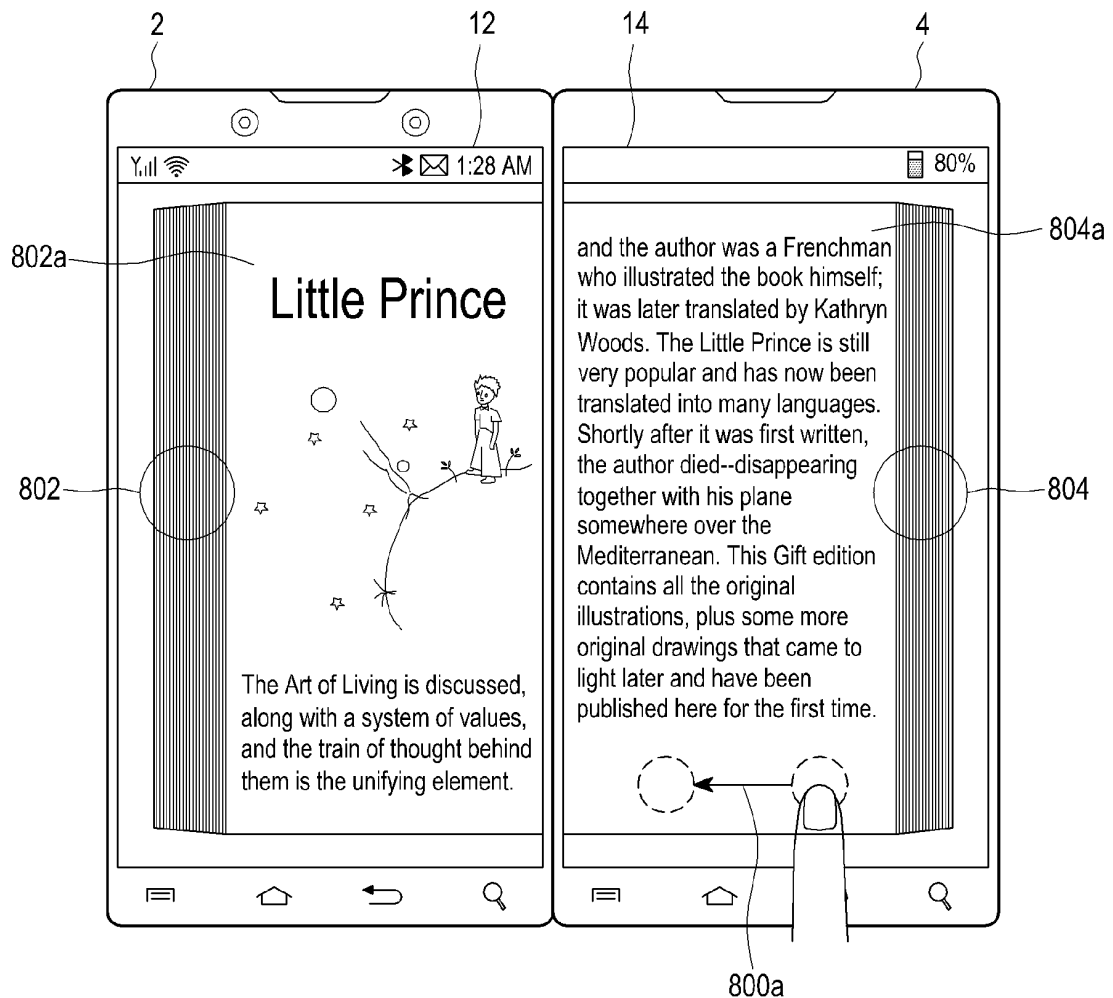 2
12
14
4
1:28 AM
80%
802a
804a
Little Prince
and the author was a Frenchman
who illustrated the book himself;
it was later translated by Kathryn
Woods. The Little Prince is still
very popular and has now been
translated into many languages.
Shortly after it was first written,
the author died--disappearing
together with his plane
somewhere over the
Mediterranean. This Gift edition
contains all the original
illustrations, plus some more
original drawings that came to
light later and have been
published here for the first time.
802
804
The Art of Living is discussed,
along with a system of values,
and the train of thought behind
them is the unifying element.
800a